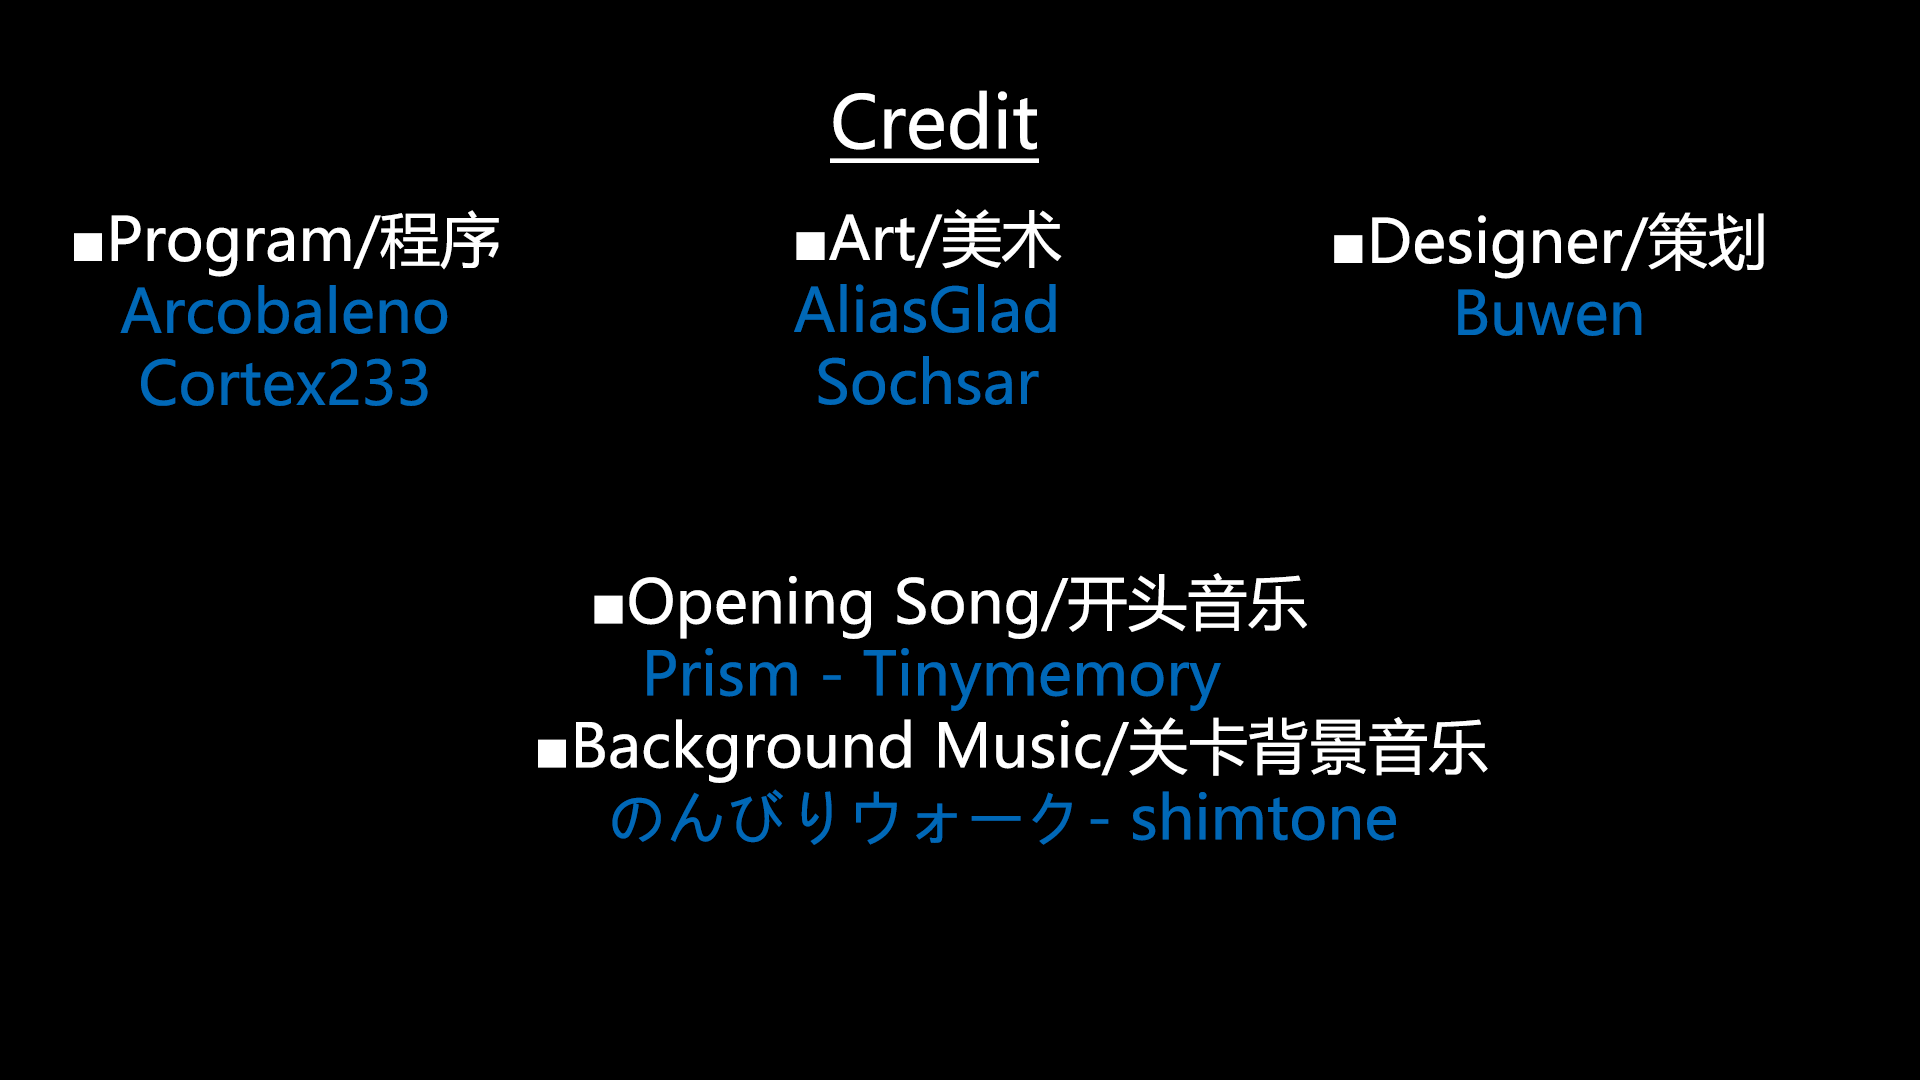 Credit
■Program/程序
Arcobaleno
Cortex233
■Art/美术
AliasGlad
Sochsar
■Designer/策划
Buwen
■Opening Song/开头音乐
Prism - Tinymemory
■Background Music/关卡背景音乐
のんびりウォーク- shimtone